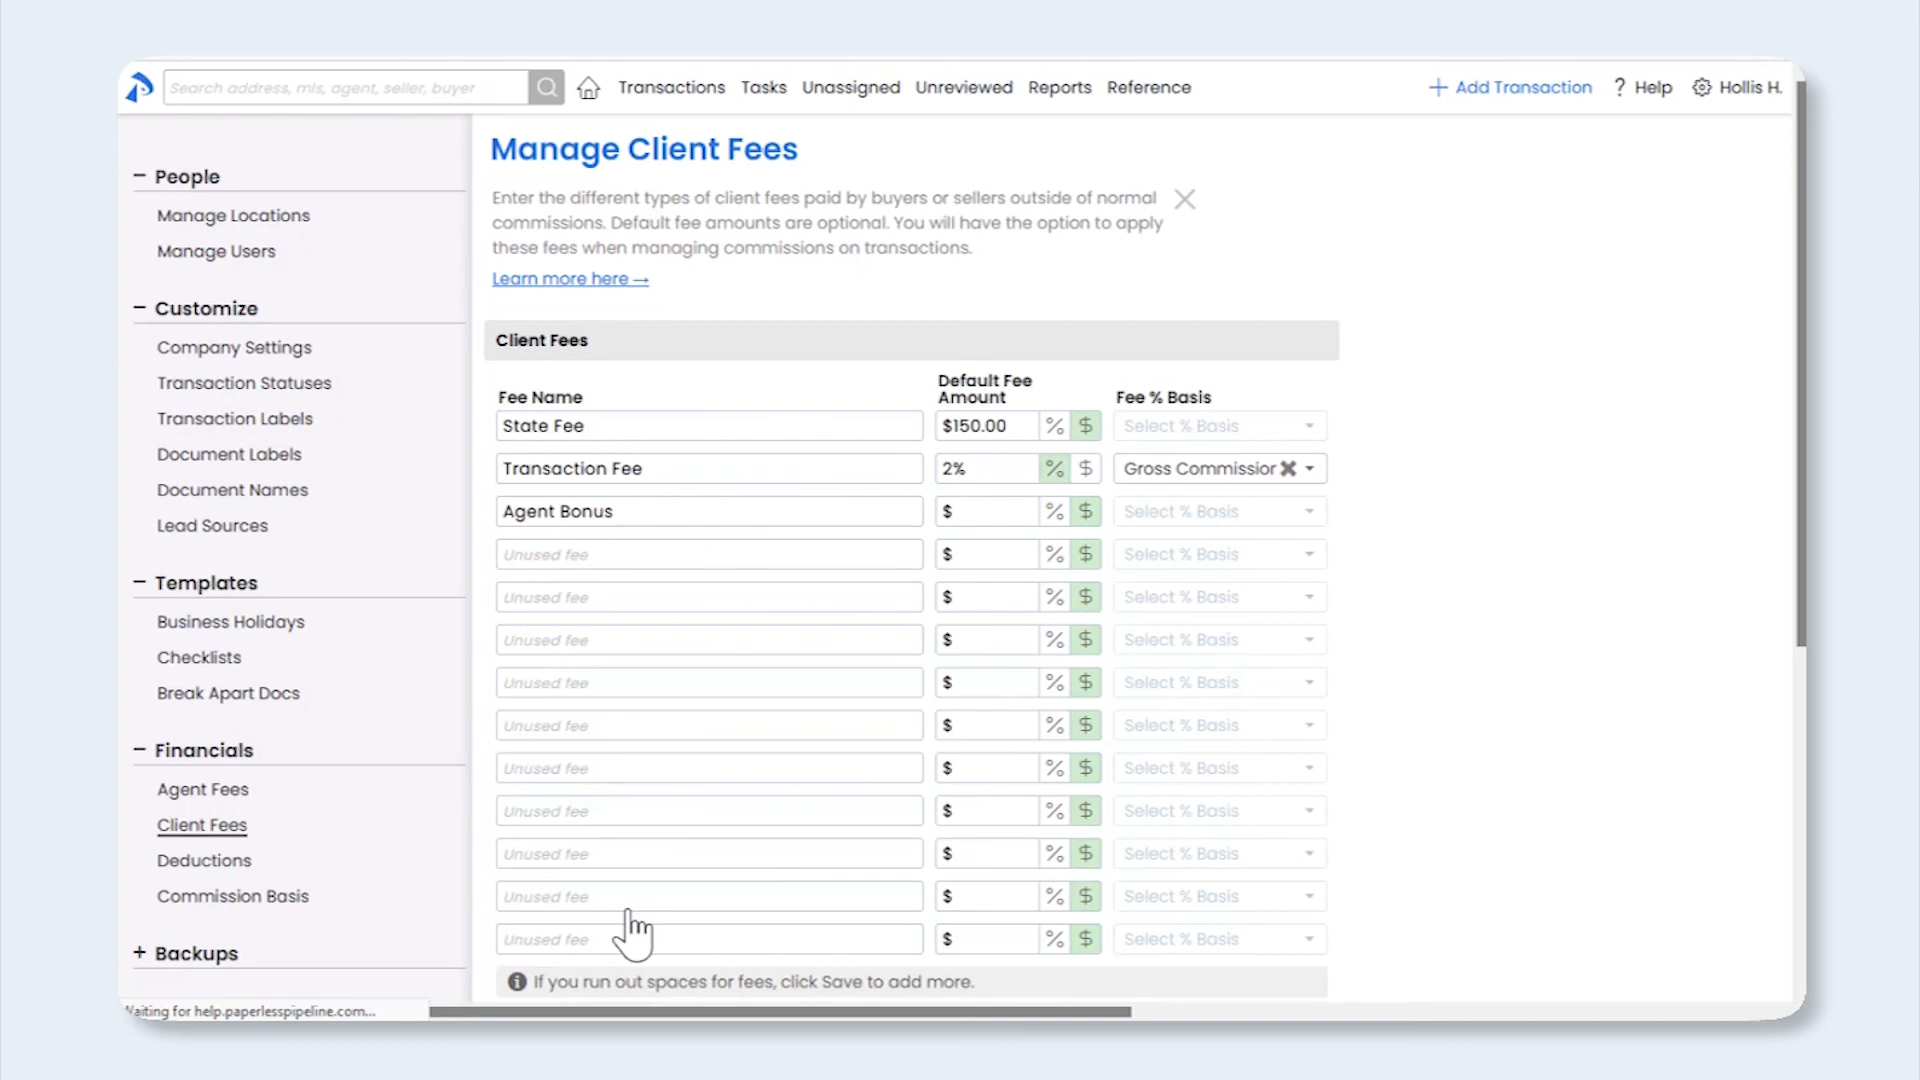 Search address, mls, agent, seller, buyer
Transactions Tasks Unassigned Unreviewed Reports Reference
Add Transaction ? Help Hollis H.
− People
Manage Locations
Manage Users
− Customize
Company Settings
Transaction Statuses
Transaction Labels
Document Labels
Document Names
Lead Sources
− Templates
Business Holidays
Checklists
Break Apart Docs
− Financials
Agent Fees
Client Fees
Deductions
Commission Basis
+ Backups
Waiting for help.paperlesspipeline.com...
Manage Client Fees
Enter the different types of client fees paid by buyers or sellers outside of normal
commissions. Default fee amounts are optional. You will have the option to apply
these fees when managing commissions on transactions.
Learn more here →
Client Fees
Fee Name Default Fee Amount Fee % Basis
State Fee $150.00 % $ Select % Basis
Transaction Fee 2% % $ Gross Commission
Agent Bonus $ % $ Select % Basis
Unused fee $ % $ Select % Basis
Unused fee $ % $ Select % Basis
Unused fee $ % $ Select % Basis
Unused fee $ % $ Select % Basis
Unused fee $ % $ Select % Basis
Unused fee $ % $ Select % Basis
Unused fee $ % $ Select % Basis
Unused fee $ % $ Select % Basis
Unused fee $ % $ Select % Basis
Unused fee $ % $ Select % Basis
If you run out spaces for fees, click Save to add more.